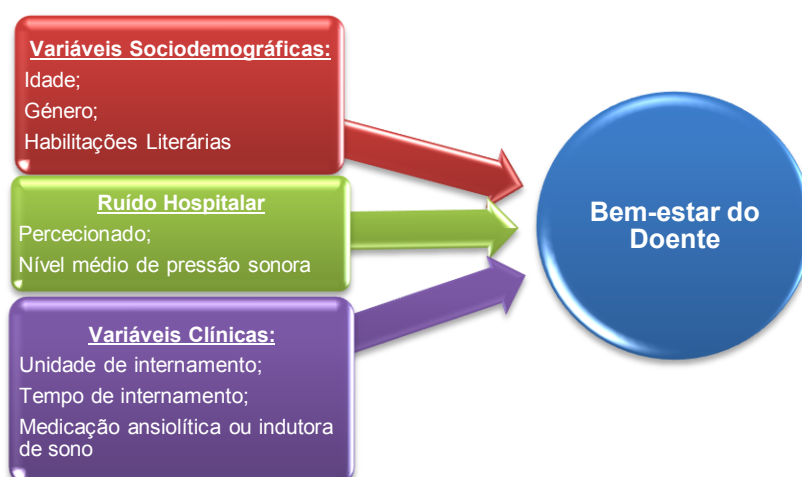 Variáveis Sociodemográficas:
Idade;
Género;
Habilitações Literárias
Ruído Hospitalar
Percecionado;
Nível médio de pressão sonora
Variáveis Clínicas:
Unidade de internamento;
Tempo de internamento;
Medicação ansiolítica ou indutora
de sono
Bem-estar do
Doente